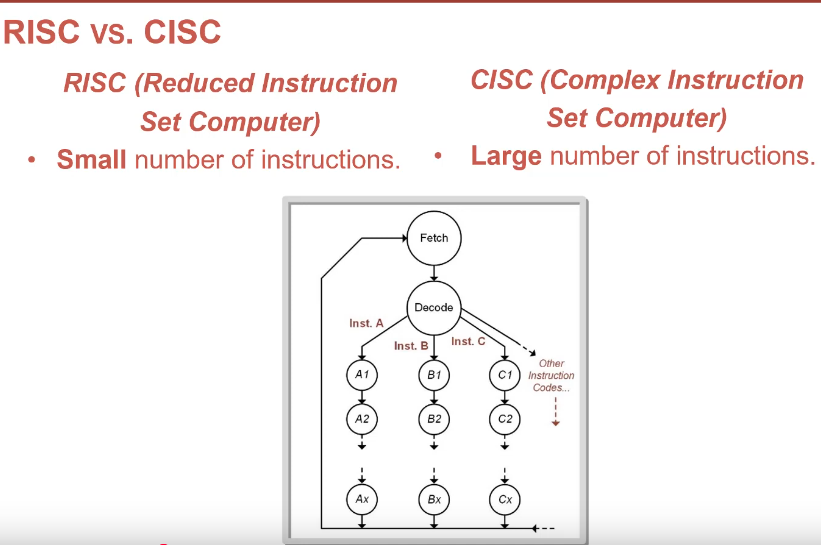 RISC vs. CISC
RISC (Reduced Instruction
Set Computer)
• Small number of instructions.
CISC (Complex Instruction
Set Computer)
• Large number of instructions.
Fetch
Decode
Inst. A
Inst. B
Inst. C
A1
B1
C1
Other
Instruction
Codes...
A2
B2
C2
Ax
Bx
Cx